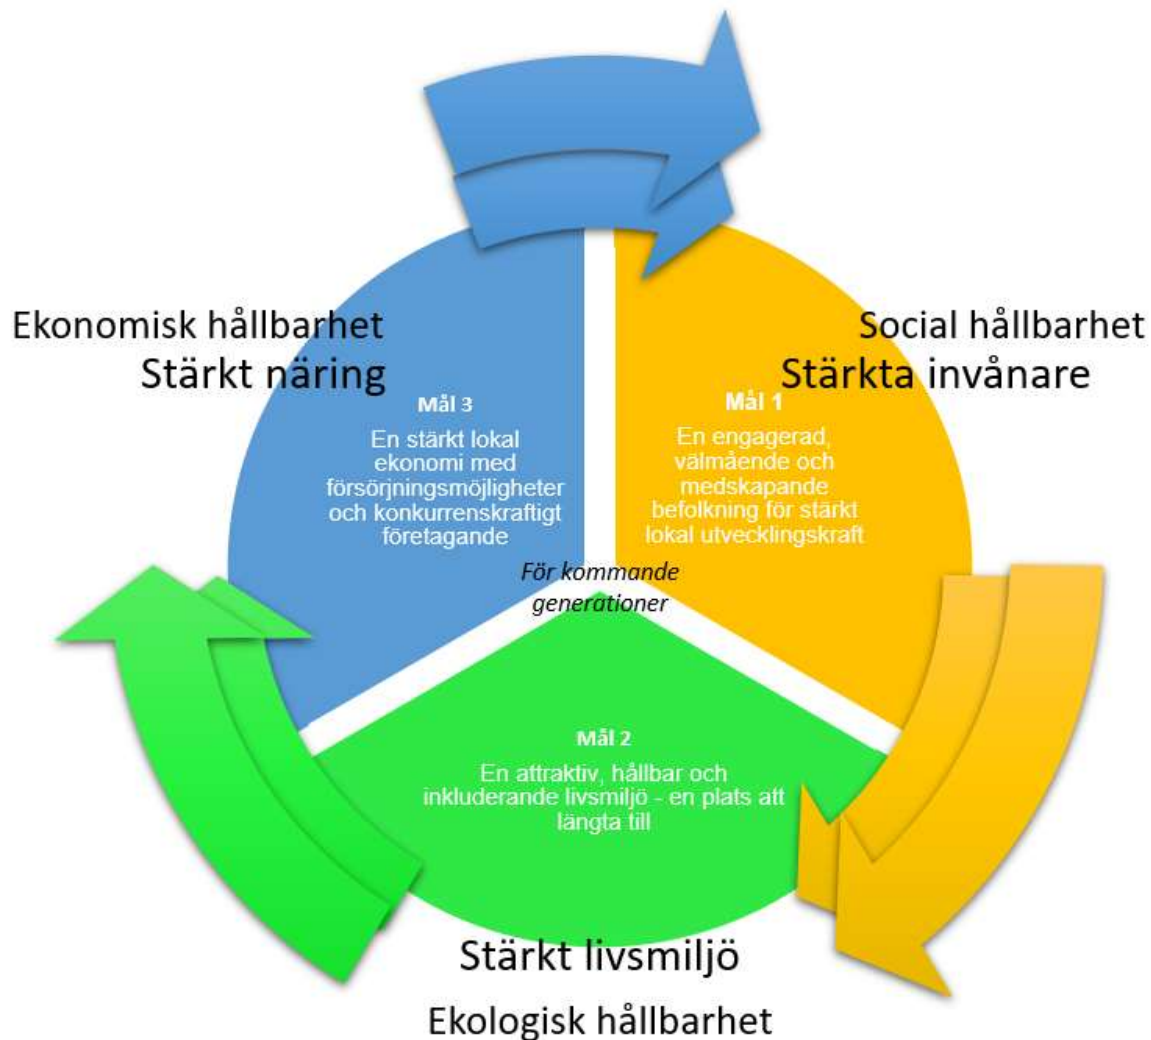 Ekonomisk hållbarhet
Stärkt näring
Mål 3
En stärkt lokal
ekonomi med
försörjningsmöjligheter
och konkurrenskraftigt
företagande
Social hållbarhet
Stärkta invånare
Mål 1
En engagerad,
välmående och
medskapande
befolkning för stärkt
lokal utvecklingskraft
För kommande
generationer
Mål 2
En attraktiv, hållbar och
inkluderande livsmiljö - en plats att
längta till
Stärkt livsmiljö
Ekologisk hållbarhet